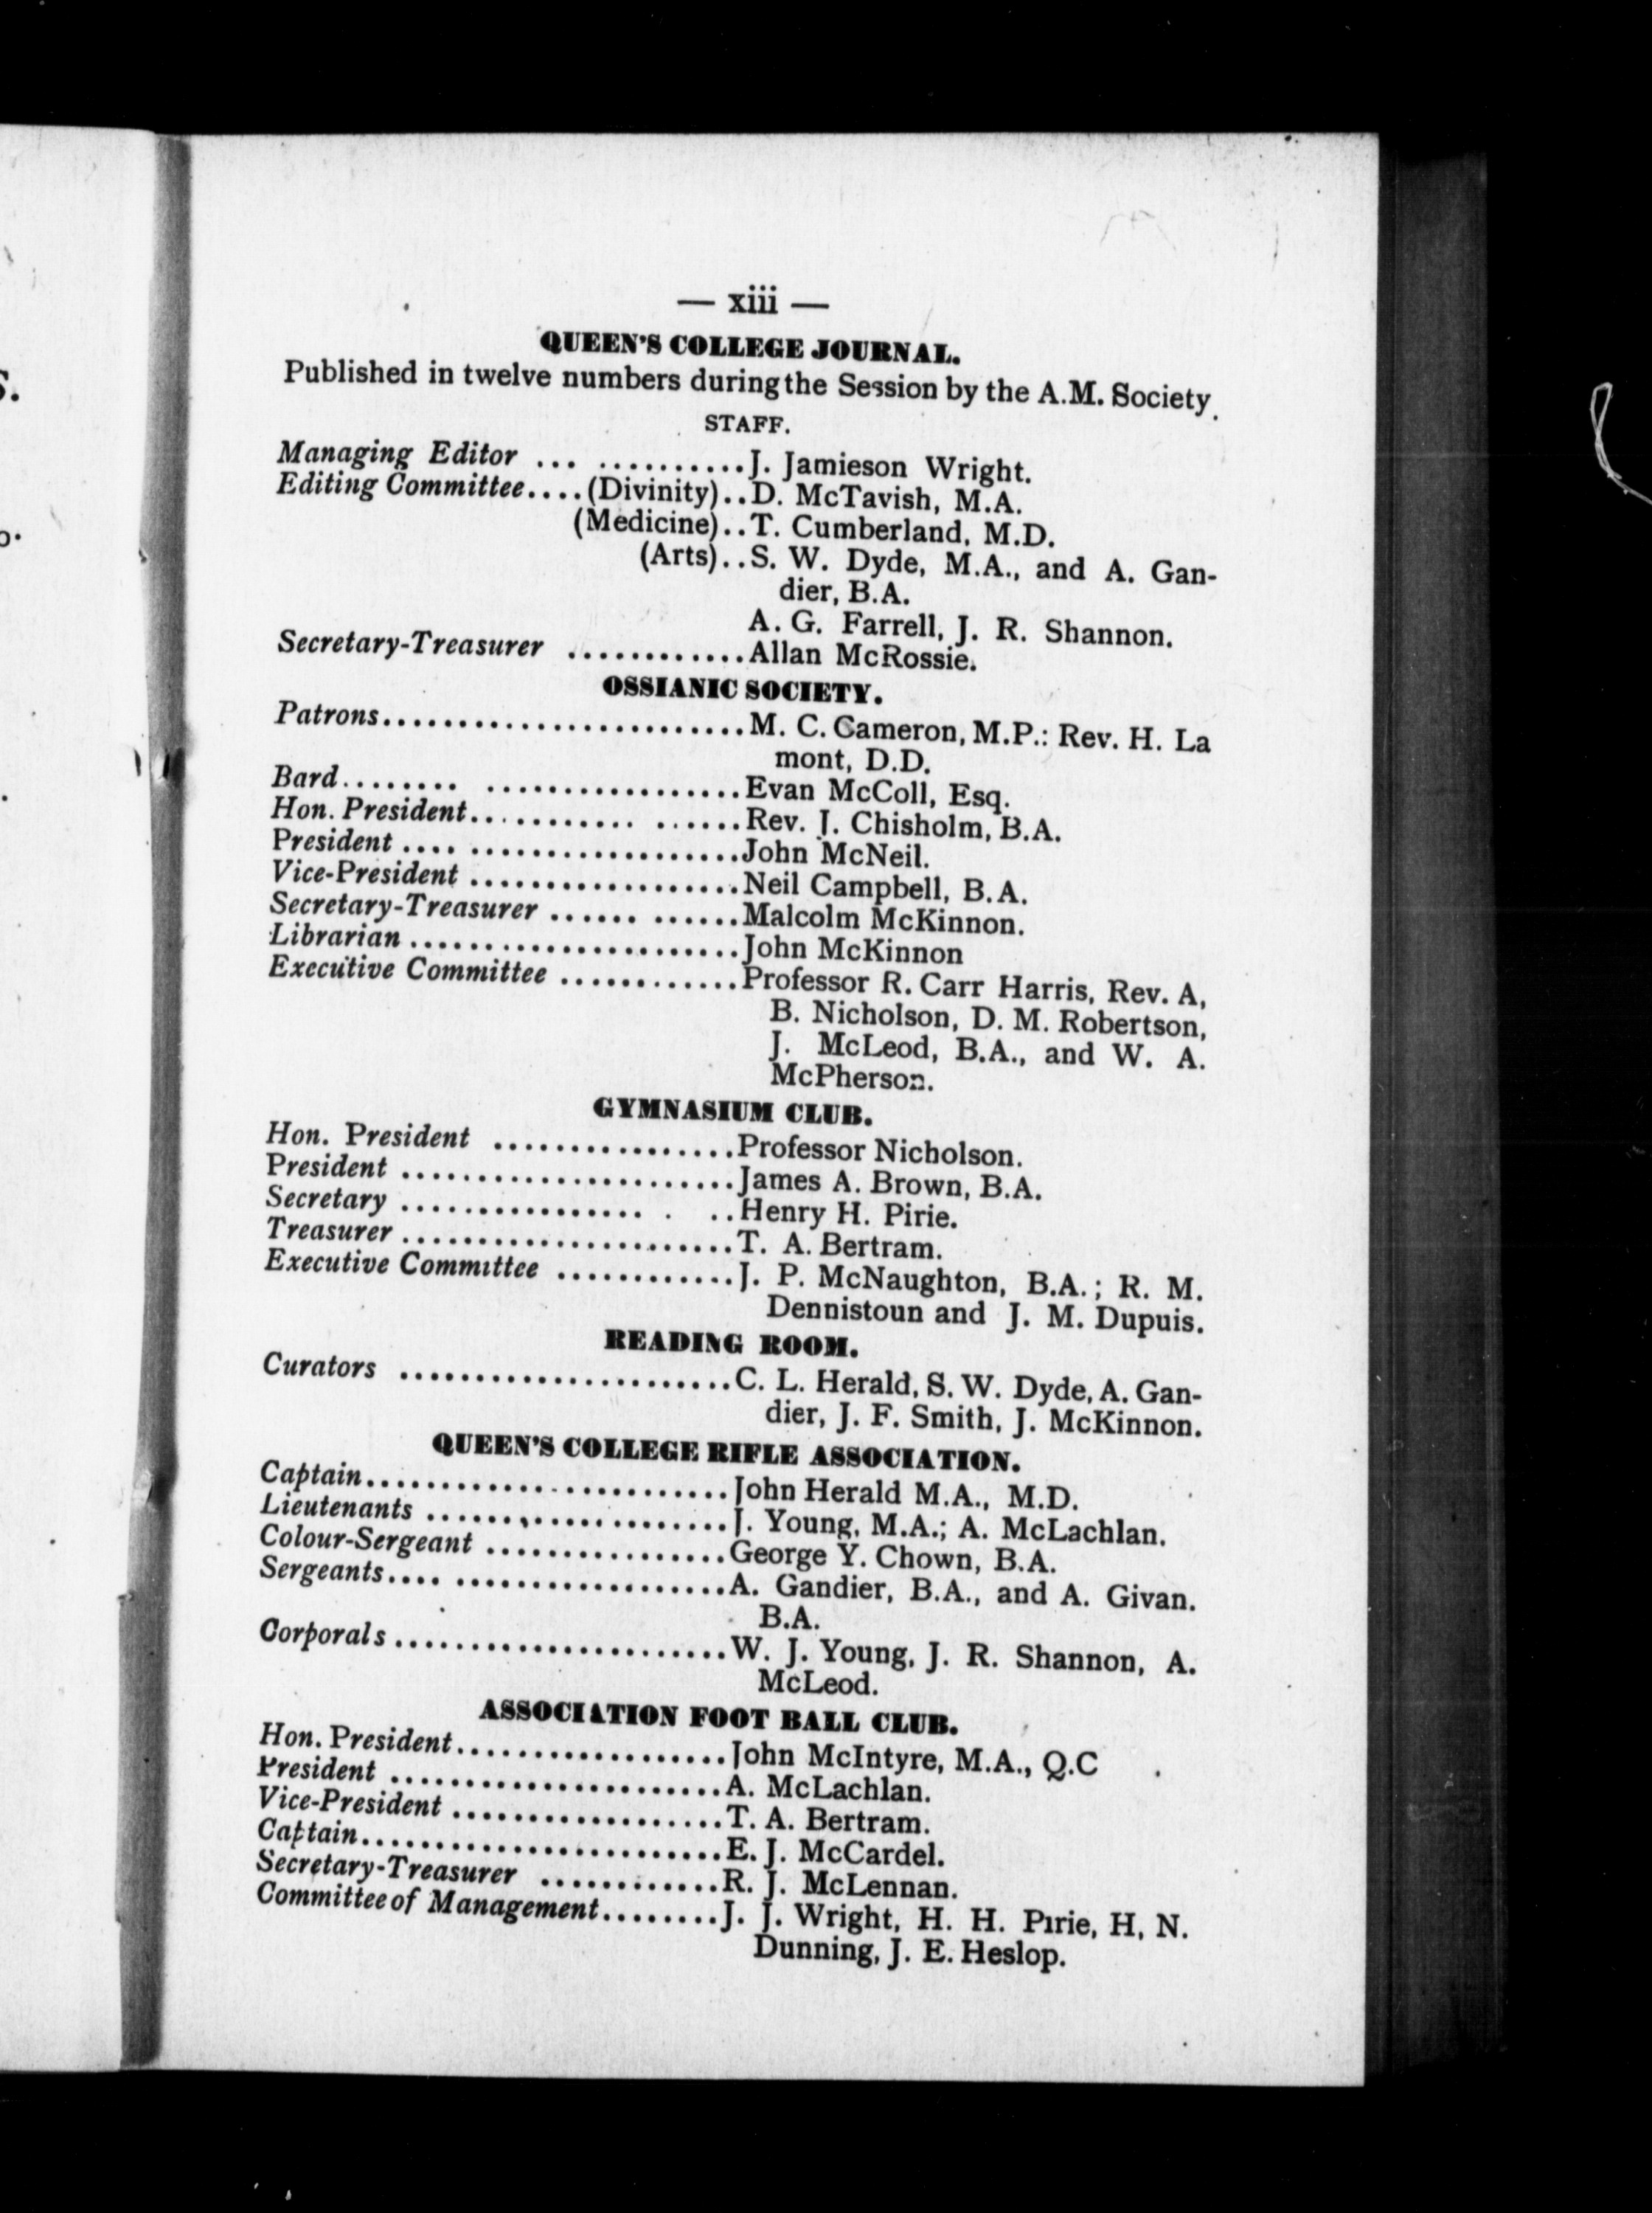 — xiii —
QUEEN'S COLLEGE JOURNAL.
Published in twelve numbers during the Session by the A.M. Society.
STAFF.
Managing Editor ... ..........J. Jamieson Wright.
Editing Committee....(Divinity)..D. McTavish, M.A.
(Medicine)..T. Cumberland, M.D.
(Arts)..S. W. Dyde, M.A., and A. Gan-
dier, B.A.
A. G. Farrell, J. R. Shannon.
Secretary-Treasurer ............Allan McRossie.
OSSIANIC SOCIETY.
Patrons........................M. C. Cameron, M.P.: Rev. H. La
mont, D.D.
Bard........ .................Evan McColl, Esq.
Hon. President........... ......Rev. J. Chisholm, B.A.
President .... ..................John McNeil.
Vice-President ..................Neil Campbell, B.A.
Secretary-Treasurer ...... ......Malcolm McKinnon.
Librarian ......................John McKinnon
Executive Committee ............Professor R. Carr Harris, Rev. A,
B. Nicholson, D. M. Robertson,
J. McLeod, B.A., and W. A.
McPherson.
GYMNASIUM CLUB.
Hon. President ................Professor Nicholson.
President ......................James A. Brown, B.A.
Secretary ................ . ..Henry H. Pirie.
Treasurer ......................T. A. Bertram.
Executive Committee ............J. P. McNaughton, B.A.; R. M.
Dennistoun and J. M. Dupuis.
READING ROOM.
Curators ......................C. L. Herald, S. W. Dyde, A. Gan-
dier, J. F. Smith, J. McKinnon.
QUEEN'S COLLEGE RIFLE ASSOCIATION.
Captain........................John Herald M.A., M.D.
Lieutenants ....................J. Young, M.A.; A. McLachlan.
Colour-Sergeant ................George Y. Chown, B.A.
Sergeants.... ..................A. Gandier, B.A., and A. Givan.
B.A.
Corporals ......................W. J. Young, J. R. Shannon, A.
McLeod.
ASSOCIATION FOOT BALL CLUB.
Hon. President..................John McIntyre, M.A., Q.C
President ......................A. McLachlan.
Vice-President ..................T. A. Bertram.
Captain........................E. J. McCardel.
Secretary-Treasurer ............R. J. McLennan.
Committee of Management........J. J. Wright, H. H. Pirie, H, N.
Dunning, J. E. Heslop.